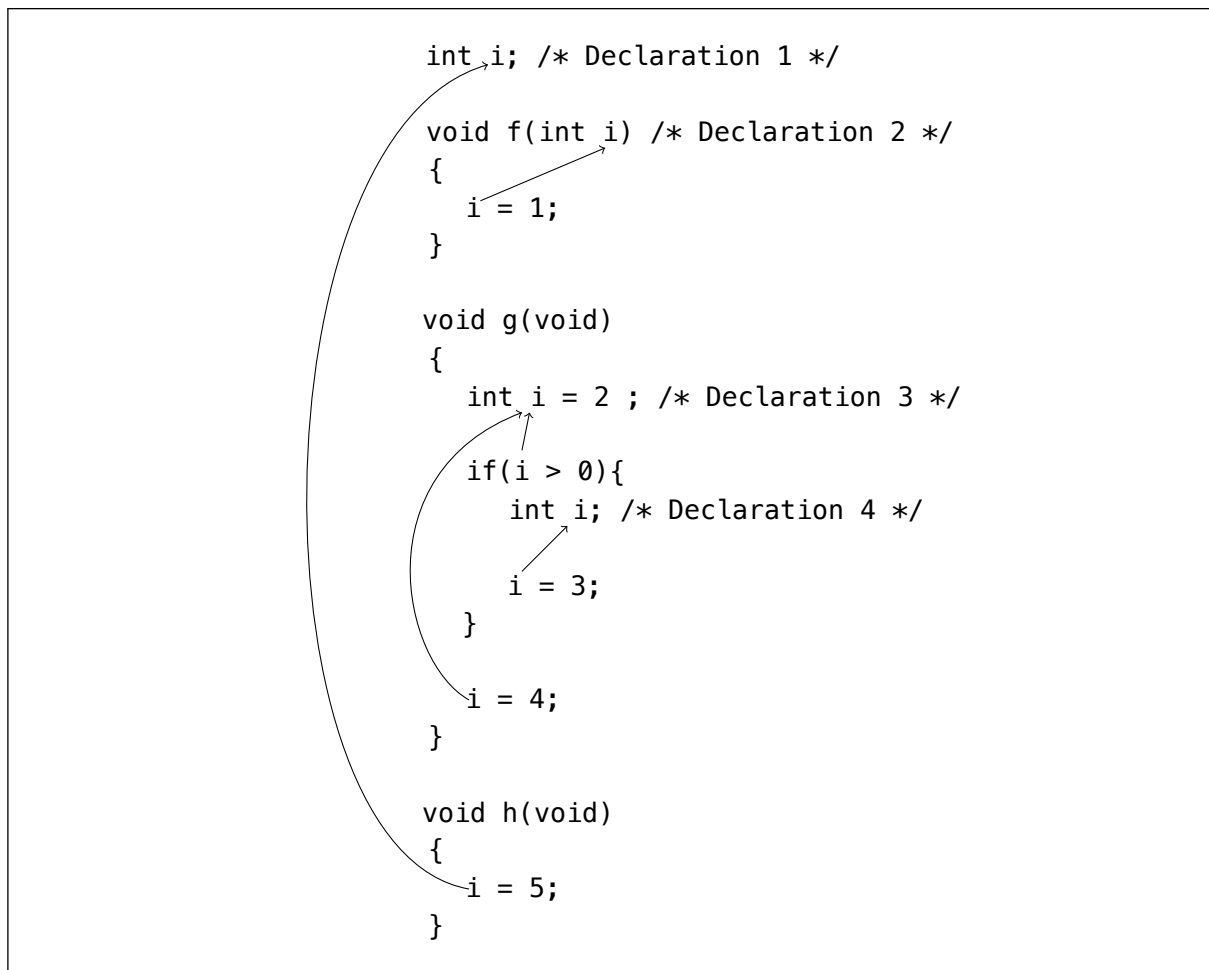 int i; /* Declaration 1 */
void f(int i) /* Declaration 2 */
{
i = 1;
}
void g(void)
{
int i = 2 ; /* Declaration 3 */
if(i > 0){
int i; /* Declaration 4 */
i = 3;
}
i = 4;
}
void h(void)
{
i = 5;
}